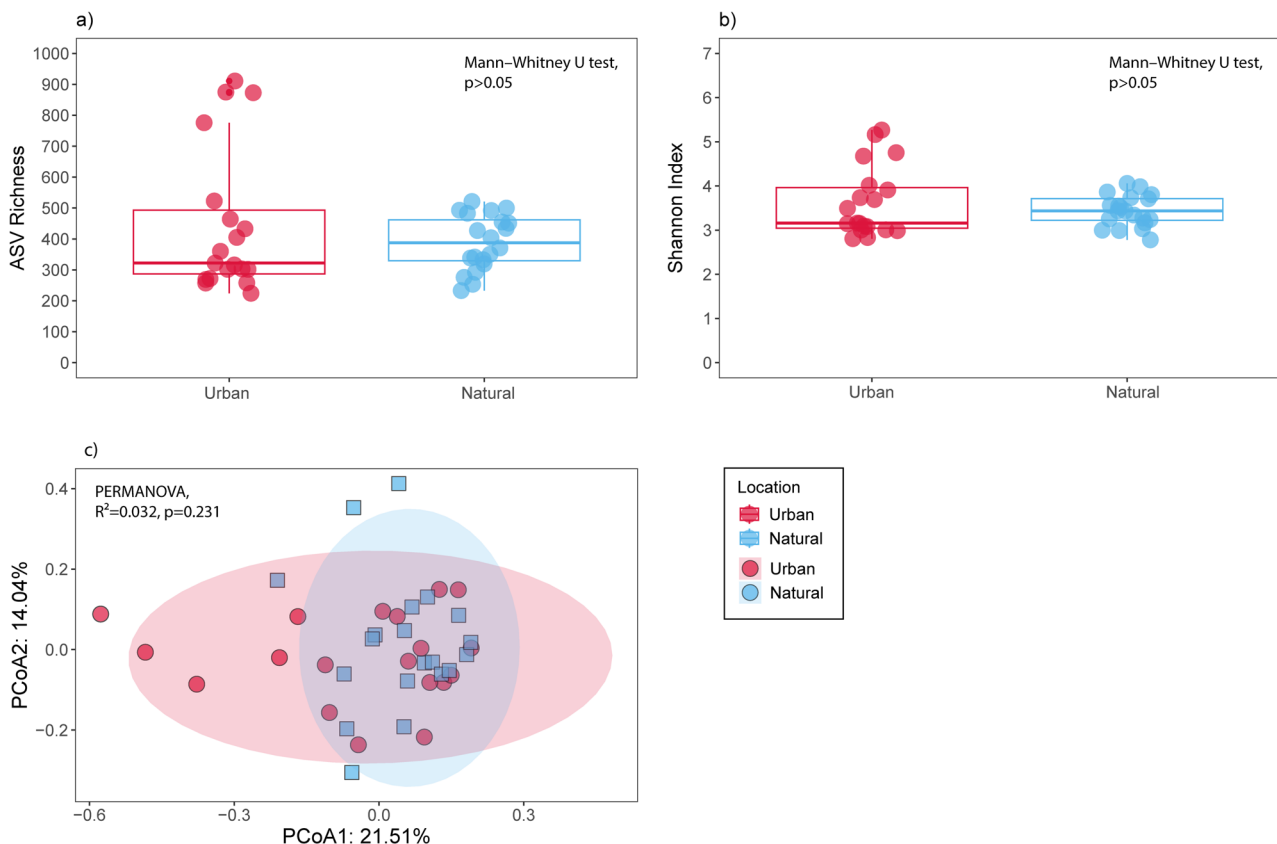 a)
Mann–Whitney U test,
p>0.05
ASV Richness
1000
900
800
700
600
500
400
300
200
100
0
Urban
Natural
b)
Mann–Whitney U test,
p>0.05
Shannon Index
7
6
5
4
3
2
1
0
Urban
Natural
c)
PERMANOVA,
R²=0.032, p=0.231
PCoA2: 14.04%
0.4
0.2
0.0
−0.2
−0.6
−0.3
0.0
0.3
PCoA1: 21.51%
Location
Urban
Natural
Urban
Natural